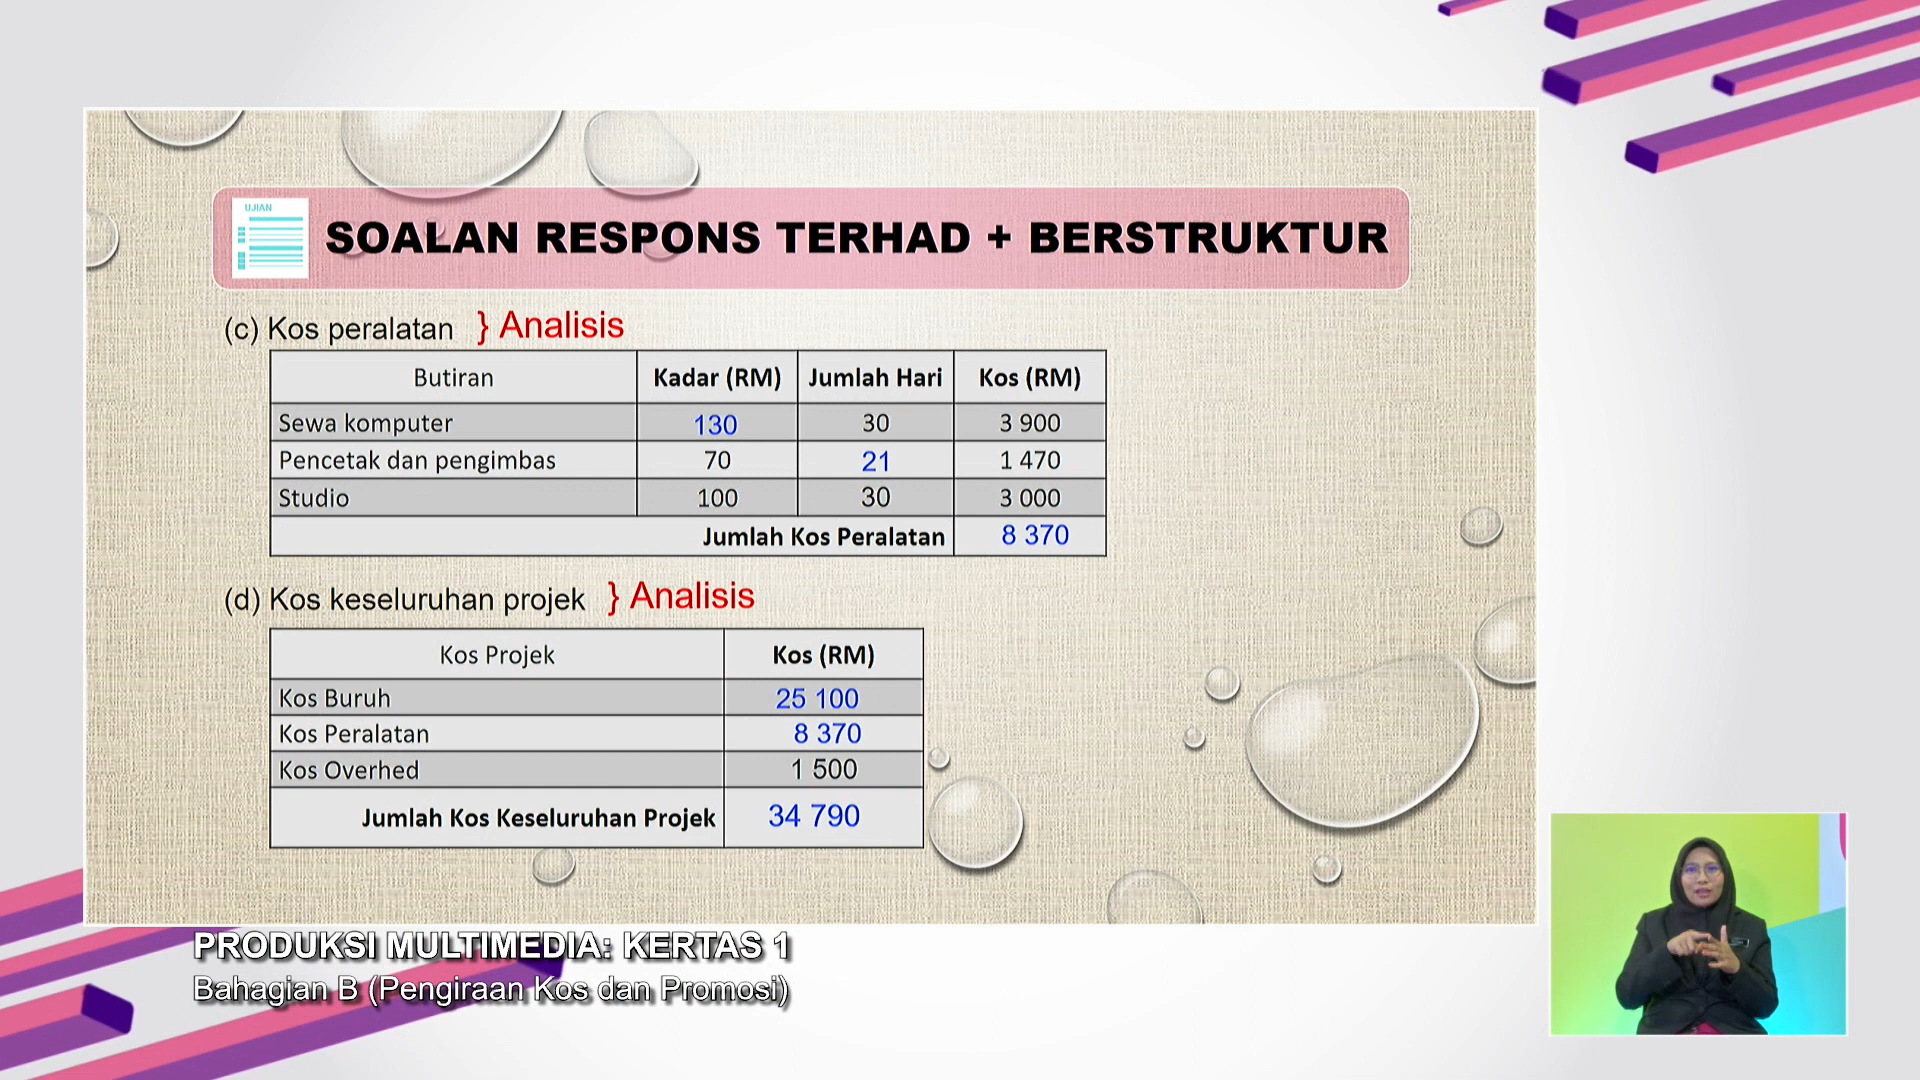 UJIAN
SOALAN RESPONS TERHAD + BERSTRUKTUR
(c) Kos peralatan } Analisis
Butiran Kadar (RM) Jumlah Hari Kos (RM)
Sewa komputer 130 30 3 900
Pencetak dan pengimbas 70 21 1 470
Studio 100 30 3 000
Jumlah Kos Peralatan 8 370
(d) Kos keseluruhan projek } Analisis
Kos Projek Kos (RM)
Kos Buruh 25 100
Kos Peralatan 8 370
Kos Overhed 1 500
Jumlah Kos Keseluruhan Projek 34 790
PRODUKSI MULTIMEDIA: KERTAS 1
Bahagian B (Pengiraan Kos dan Promosi)